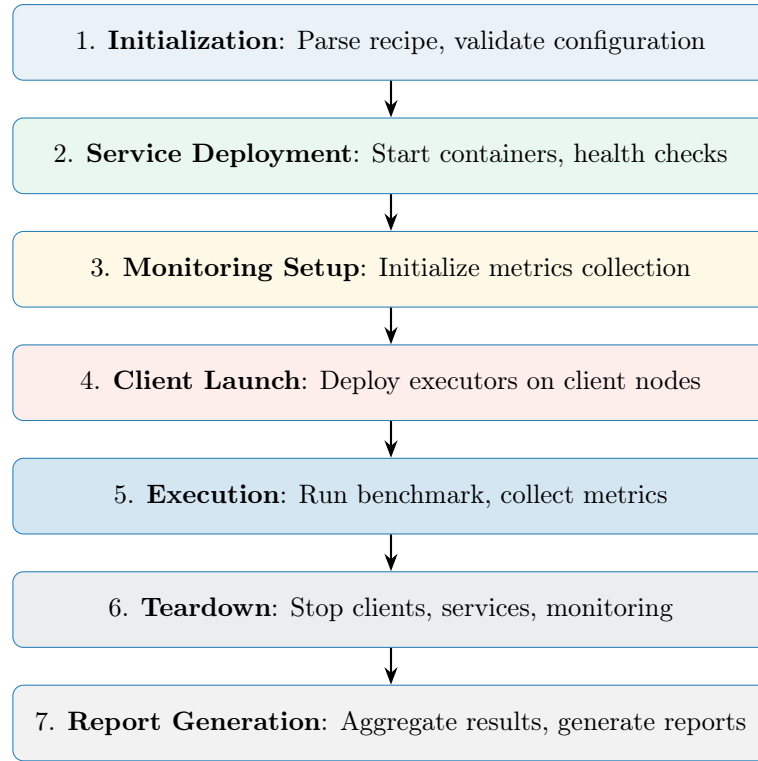 1. Initialization: Parse recipe, validate configuration
2. Service Deployment: Start containers, health checks
3. Monitoring Setup: Initialize metrics collection
4. Client Launch: Deploy executors on client nodes
5. Execution: Run benchmark, collect metrics
6. Teardown: Stop clients, services, monitoring
7. Report Generation: Aggregate results, generate reports